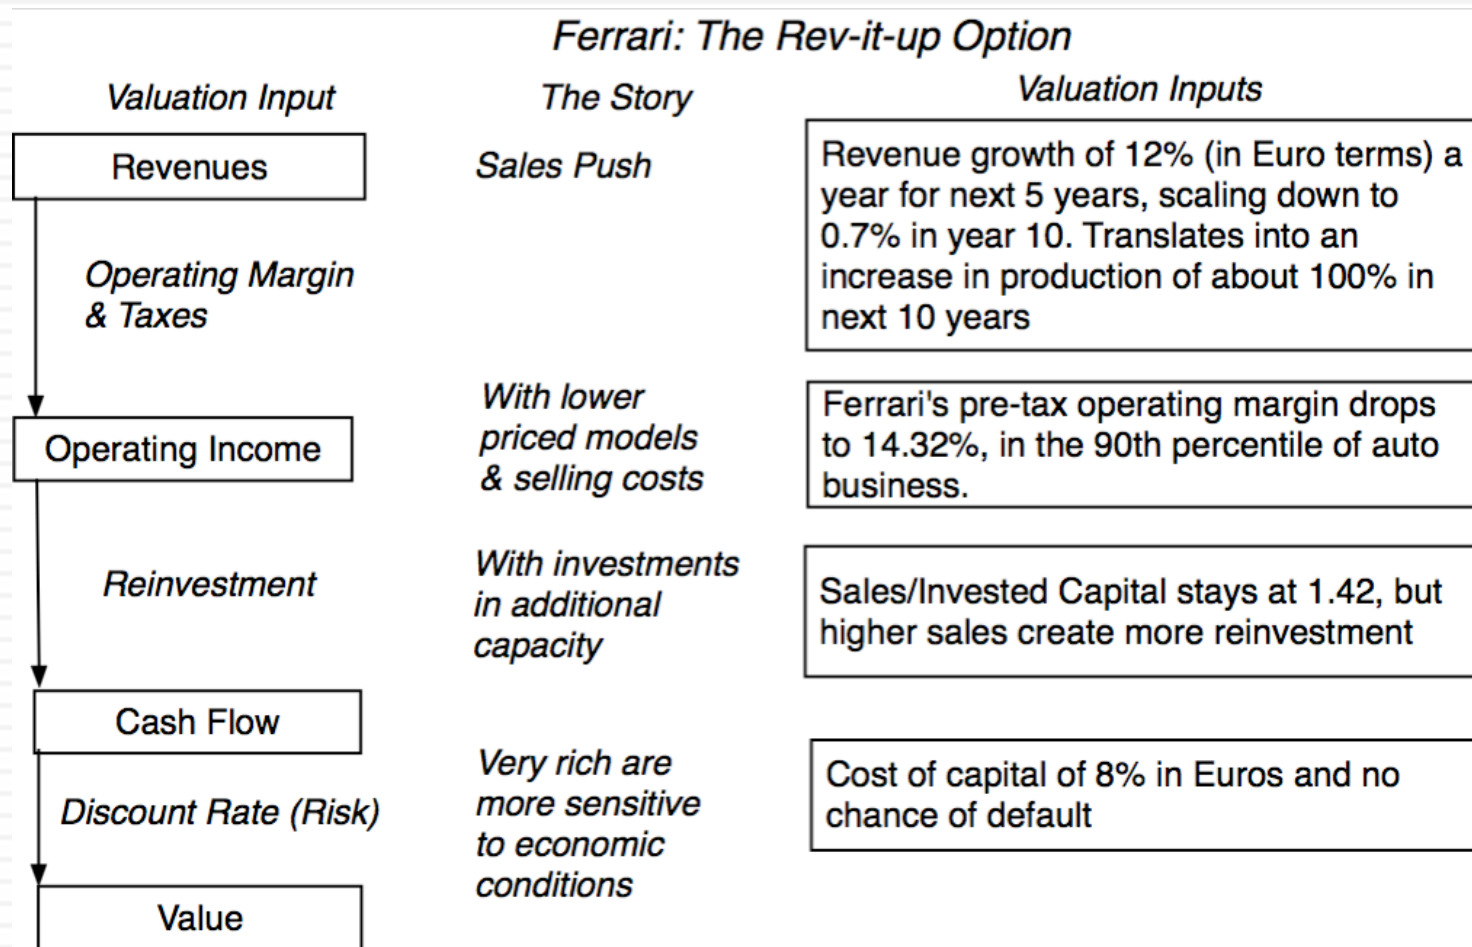 Ferrari: The Rev-it-up Option
Valuation Input
The Story
Valuation Inputs
Revenues
Sales Push
Revenue growth of 12% (in Euro terms) a
year for next 5 years, scaling down to
0.7% in year 10. Translates into an
increase in production of about 100% in
next 10 years
Operating Margin
& Taxes
Operating Income
With lower
priced models
& selling costs
Ferrari's pre-tax operating margin drops
to 14.32%, in the 90th percentile of auto
business.
Reinvestment
With investments
in additional
capacity
Sales/Invested Capital stays at 1.42, but
higher sales create more reinvestment
Cash Flow
Discount Rate (Risk)
Very rich are
more sensitive
to economic
conditions
Cost of capital of 8% in Euros and no
chance of default
Value